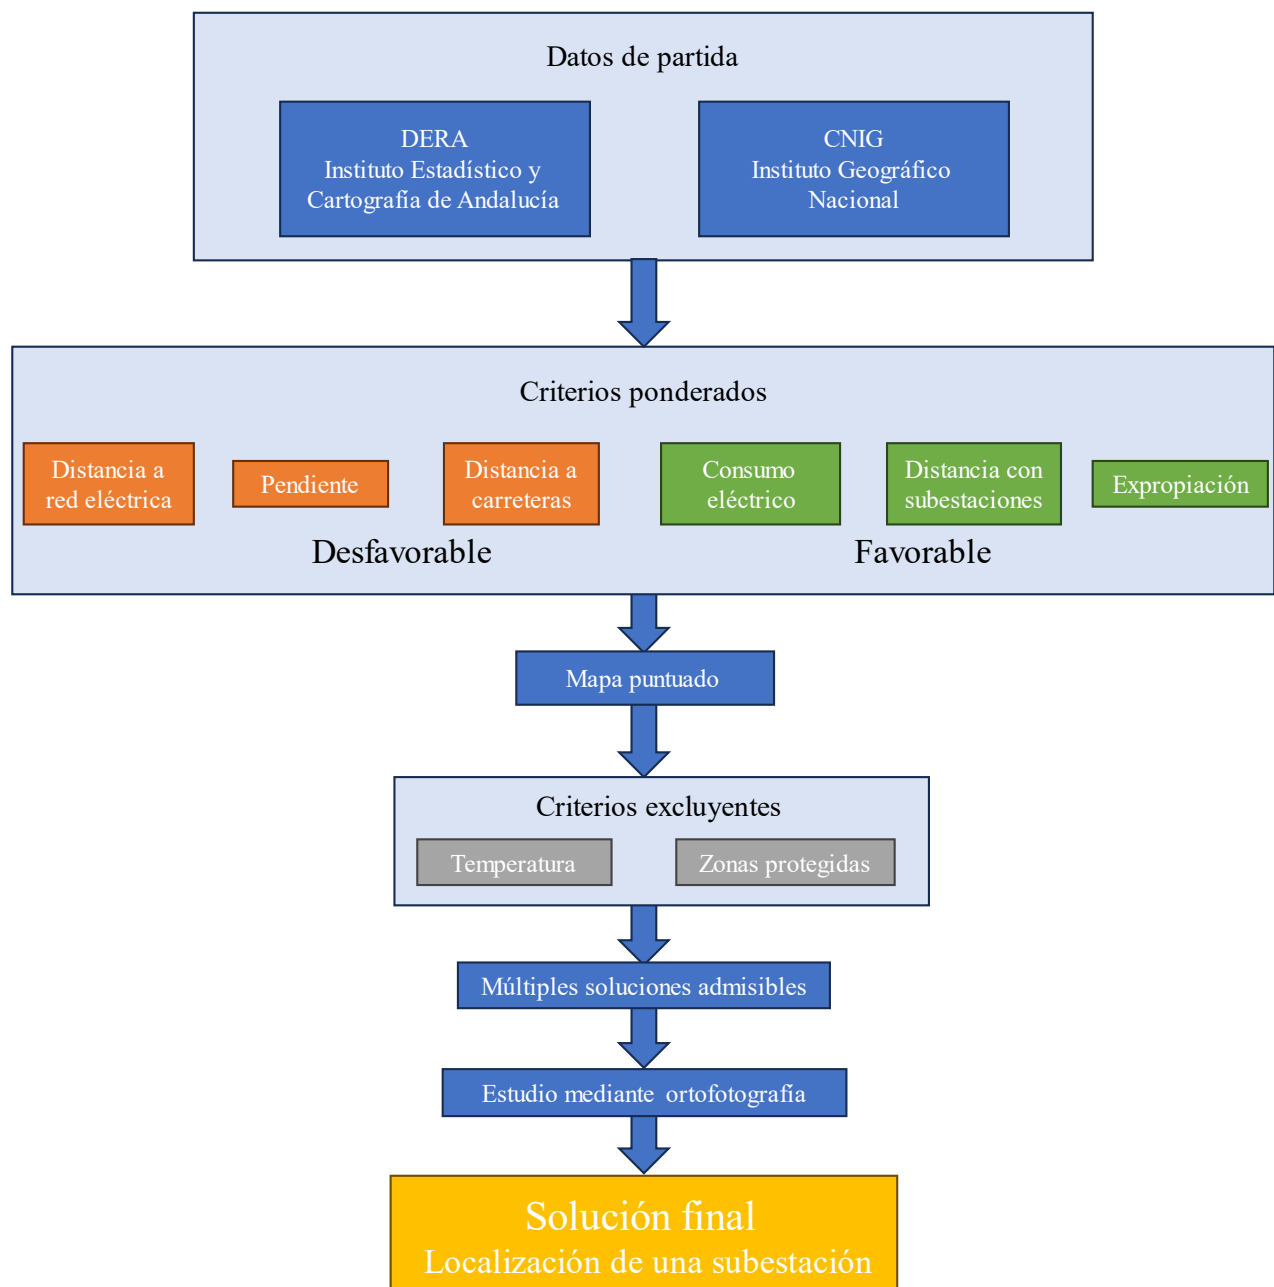 Datos de partida
DERA
Instituto Estadístico y
Cartografía de Andalucía
CNIG
Instituto Geográfico
Nacional
Criterios ponderados
Distancia a
red eléctrica
Pendiente
Distancia a
carreteras
Consumo
eléctrico
Distancia con
subestaciones
Expropiación
Desfavorable
Favorable
Mapa puntuado
Criterios excluyentes
Temperatura
Zonas protegidas
Múltiples soluciones admisibles
Estudio mediante ortofotografía
Solución final
Localización de una subestación